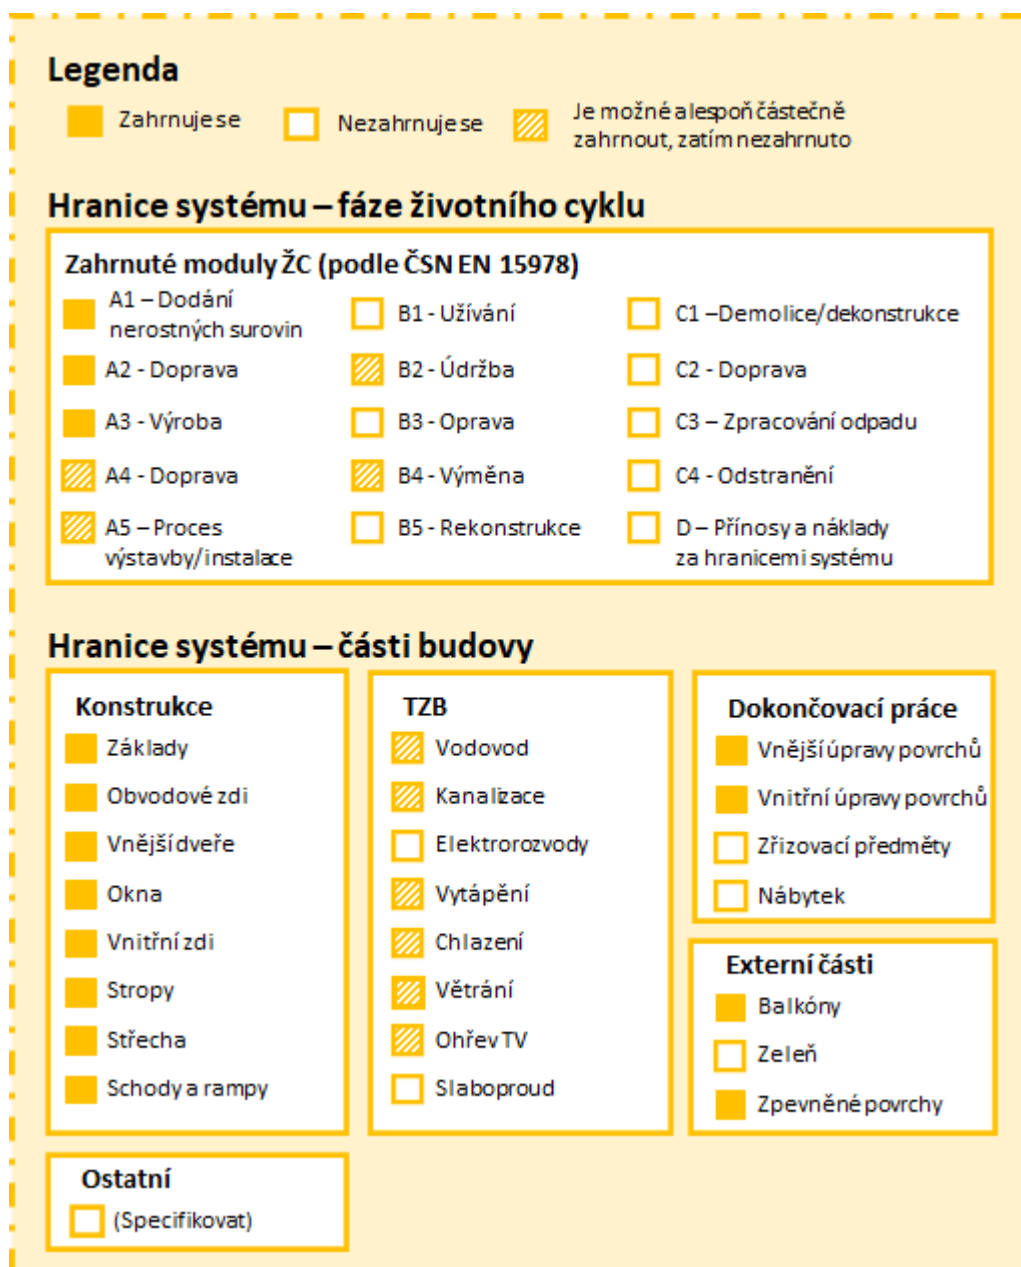 Legenda
Zahrnuje se
Nezahrnuje se
Je možné alespoň částečně
zahrnout, zatím nezahrnuto
Hranice systému – fáze životního cyklu
Zahrnuté moduly ŽC (podle ČSN EN 15978)
A1 – Dodání
nerostných surovin
A2 - Doprava
A3 - Výroba
A4 - Doprava
A5 – Proces
výstavby/instalace
B1 - Užívání
B2 - Údržba
B3 - Oprava
B4 - Výměna
B5 - Rekonstrukce
C1 –Demolice/dekonstrukce
C2 - Doprava
C3 – Zpracování odpadu
C4 - Odstranění
D – Přínosy a náklady
za hranicemi systému
Hranice systému – části budovy
Konstrukce
Základy
Obvodové zdi
Vnější dveře
Okna
Vnitřní zdi
Stropy
Střecha
Schody a rampy
TZB
Vodovod
Kanalizace
Elektrorozvody
Vytápění
Chlazení
Větrání
Ohřev TV
Slaboproud
Dokončovací práce
Vnější úpravy povrchů
Vnitřní úpravy povrchů
Zřizovací předměty
Nábytek
Externí části
Balkóny
Zeleň
Zpevněné povrchy
Ostatní
(Specifikovat)